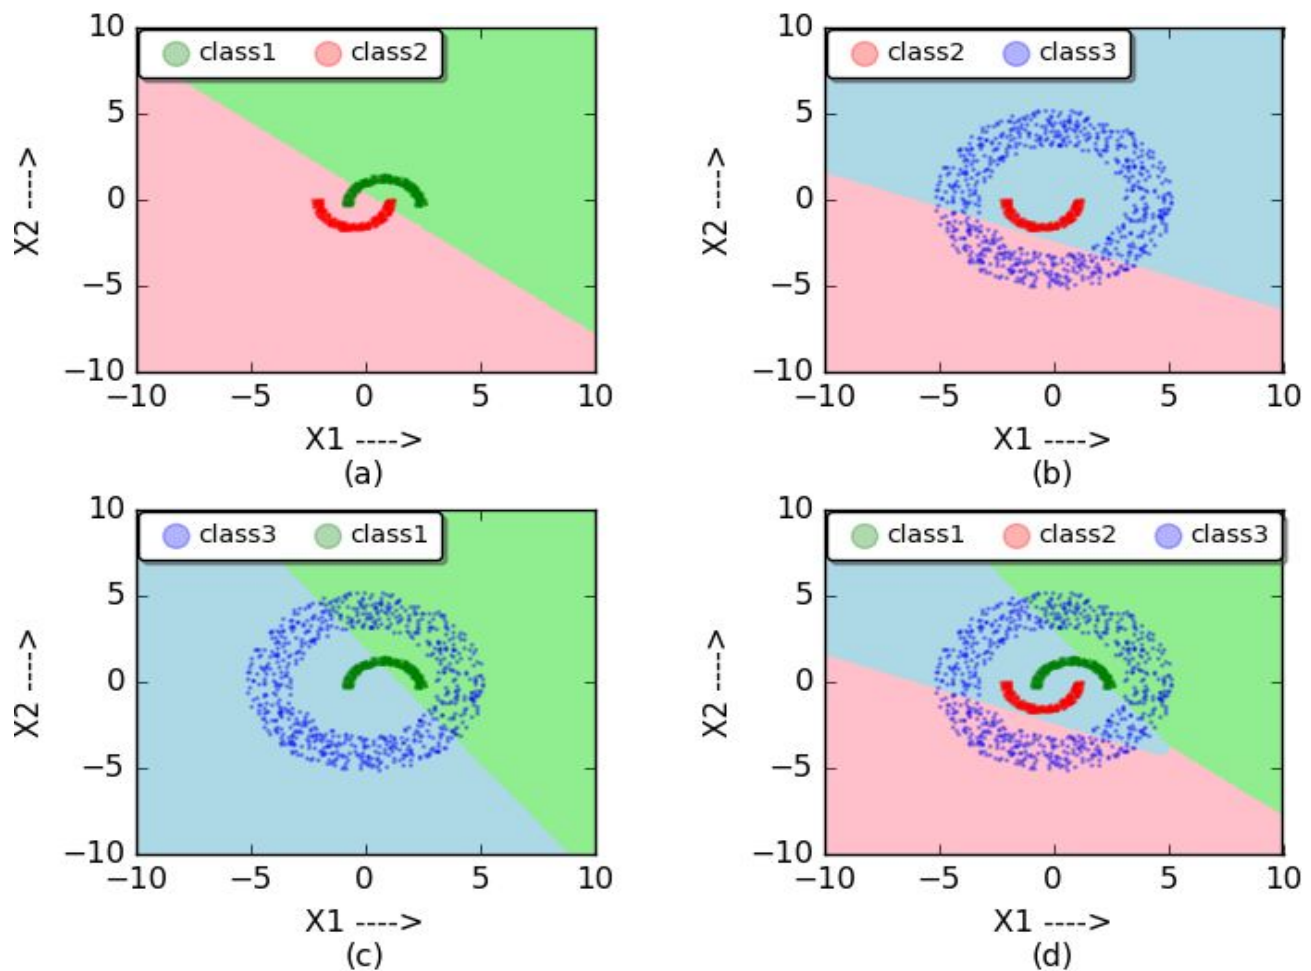 10
class1 class2
5
0
−5
−10
X2 ---->
−10 −5 0 5 10
X1 ---->
(a)
10
class2 class3
5
0
−5
−10
X2 ---->
−10 −5 0 5 10
X1 ---->
(b)
10
class3 class1
5
0
−5
−10
X2 ---->
−10 −5 0 5 10
X1 ---->
(c)
10
class1 class2 class3
5
0
−5
−10
X2 ---->
−10 −5 0 5 10
X1 ---->
(d)